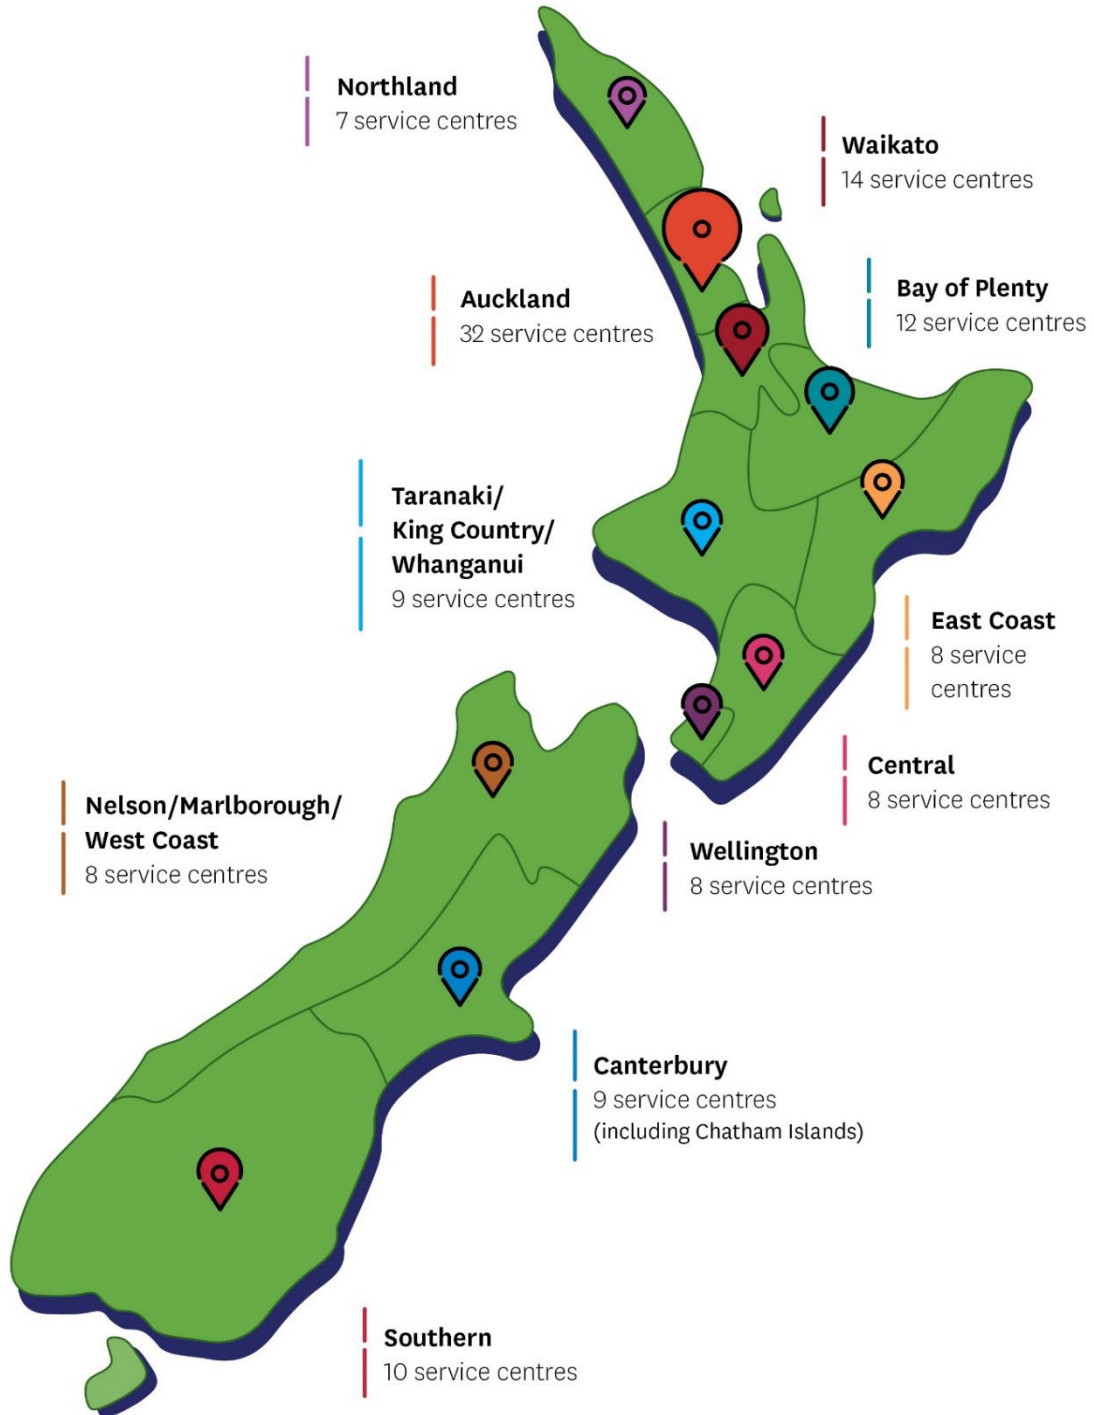 Northland
7 service centres
Waikato
14 service centres
Auckland
32 service centres
Bay of Plenty
12 service centres
Taranaki/
King Country/
Whanganui
9 service centres
East Coast
8 service
centres
Central
8 service centres
Nelson/Marlborough/
West Coast
8 service centres
Wellington
8 service centres
Canterbury
9 service centres
(including Chatham Islands)
Southern
10 service centres